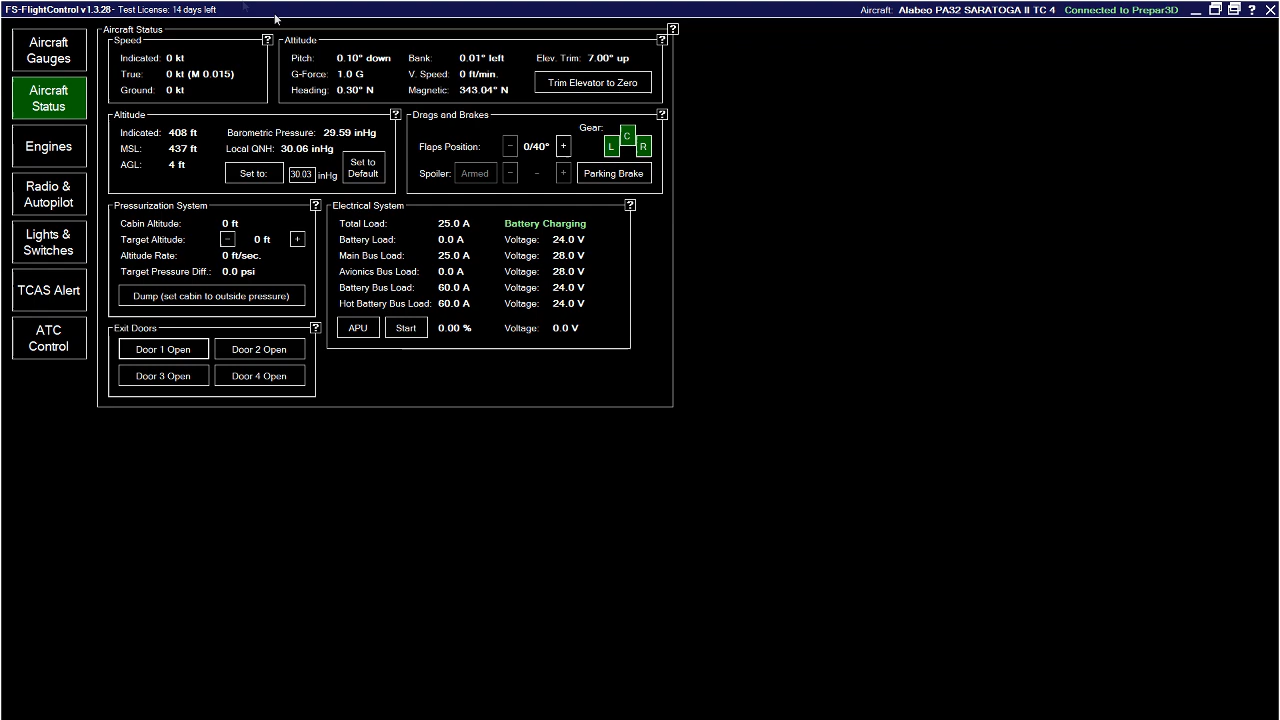 FS-FlightControl v1.3.28 - Test License: 14 days left
Aircraft: Alabeo PA32 SARATOGA II TC 4 Connected to Prepar3D ?
Aircraft Gauges
Aircraft Status
Engines
Radio & Autopilot
Lights & Switches
TCAS Alert
ATC Control
Aircraft Status ?
Speed ?
Indicated: 0 kt
True: 0 kt (M 0.015)
Ground: 0 kt
Attitude ?
Pitch: 0.10° down Bank: 0.01° left Elev. Trim: 7.00° up
G-Force: 1.0 G V. Speed: 0 ft/min. Trim Elevator to Zero
Heading: 0.30° N Magnetic: 343.04° N
Altitude ?
Indicated: 408 ft Barometric Pressure: 29.59 inHg
MSL: 437 ft Local QNH: 30.06 inHg
AGL: 4 ft Set to: 30.03 inHg Set to Default
Drags and Brakes ?
Gear: L C R
Flaps Position: − 0/40° +
Spoiler: Armed − - + Parking Brake
Pressurization System ?
Cabin Altitude: 0 ft
Target Altitude: − 0 ft +
Altitude Rate: 0 ft/sec.
Target Pressure Diff.: 0.0 psi
Dump (set cabin to outside pressure)
Electrical System ?
Total Load: 25.0 A Battery Charging
Battery Load: 0.0 A Voltage: 24.0 V
Main Bus Load: 25.0 A Voltage: 28.0 V
Avionics Bus Load: 0.0 A Voltage: 28.0 V
Battery Bus Load: 60.0 A Voltage: 24.0 V
Hot Battery Bus Load: 60.0 A Voltage: 24.0 V
APU Start 0.00 % Voltage: 0.0 V
Exit Doors ?
Door 1 Open Door 2 Open
Door 3 Open Door 4 Open